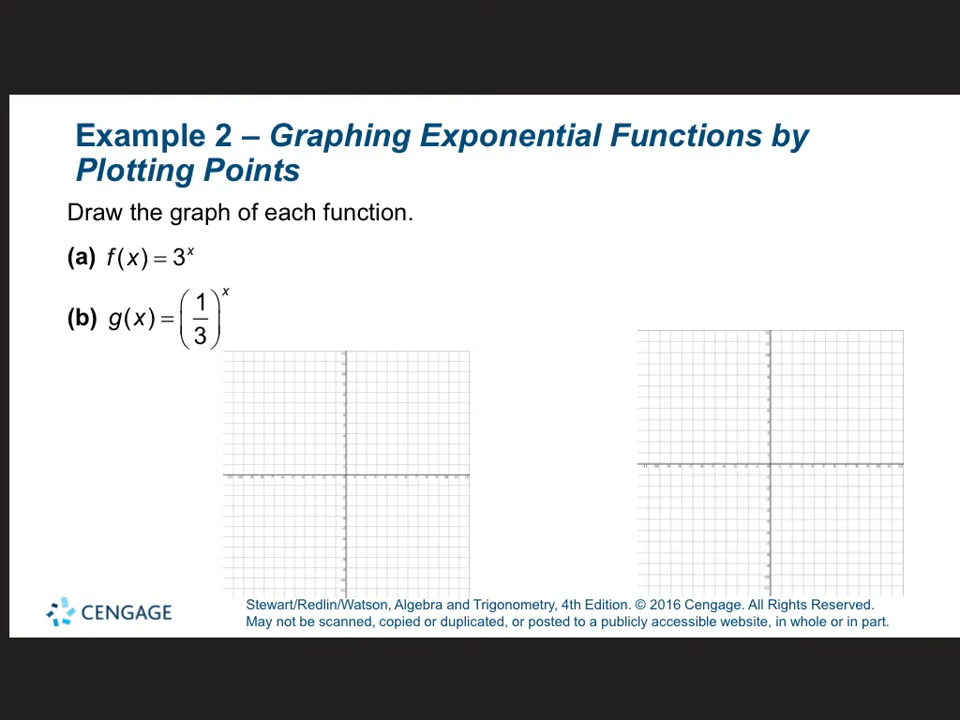 Example 2 – Graphing Exponential Functions by
Plotting Points
Draw the graph of each function.
(a) f(x) = 3^x
(b) g(x) = (1/3)^x
CENGAGE
Stewart/Redlin/Watson, Algebra and Trigonometry, 4th Edition. © 2016 Cengage. All Rights Reserved.
May not be scanned, copied or duplicated, or posted to a publicly accessible website, in whole or in part.